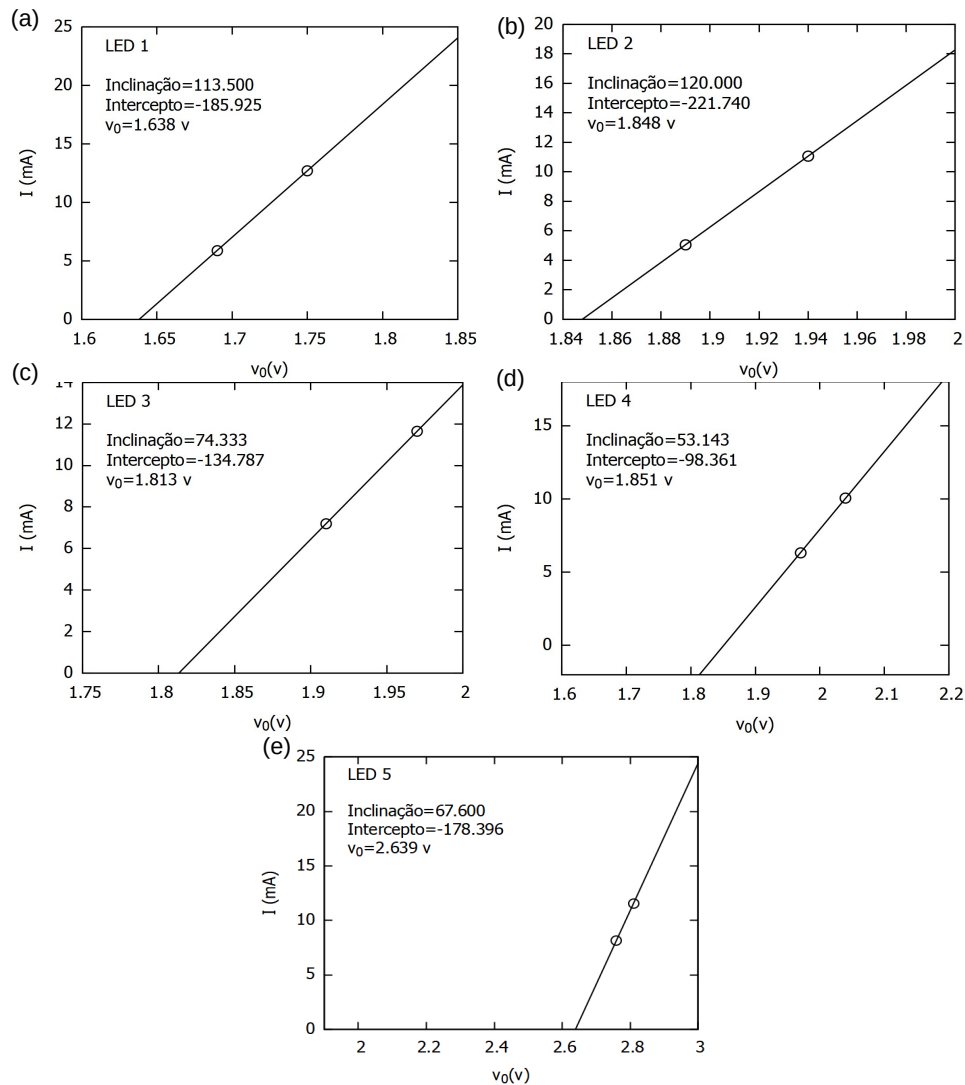 (a)
LED 1
Inclinação=113.500
Intercepto=-185.925
v0=1.638 v
25
20
15
10
5
0
I (mA)
1.6 1.65 1.7 1.75 1.8 1.85
v0(v)
(b)
LED 2
Inclinação=120.000
Intercepto=-221.740
v0=1.848 v
20
18
16
14
12
10
8
6
4
2
0
I (mA)
1.84 1.86 1.88 1.9 1.92 1.94 1.96 1.98 2
v0(v)
(c)
LED 3
Inclinação=74.333
Intercepto=-134.787
v0=1.813 v
14
12
10
8
6
4
2
0
I (mA)
1.75 1.8 1.85 1.9 1.95 2
v0(v)
(d)
LED 4
Inclinação=53.143
Intercepto=-98.361
v0=1.851 v
15
10
5
0
I (mA)
1.6 1.7 1.8 1.9 2 2.1 2.2
v0(v)
(e)
LED 5
Inclinação=67.600
Intercepto=-178.396
v0=2.639 v
25
20
15
10
5
0
I (mA)
2 2.2 2.4 2.6 2.8 3
v0(v)